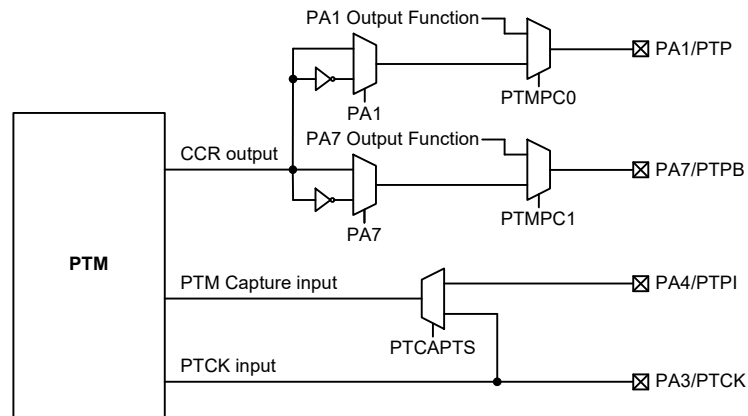 PA1 Output Function
PA1/PTP
PTMPC0
PA1
PA7 Output Function
CCR output
PA7/PTPB
PTMPC1
PA7
PTM
PTM Capture input
PA4/PTPI
PTCAPTS
PTCK input
PA3/PTCK